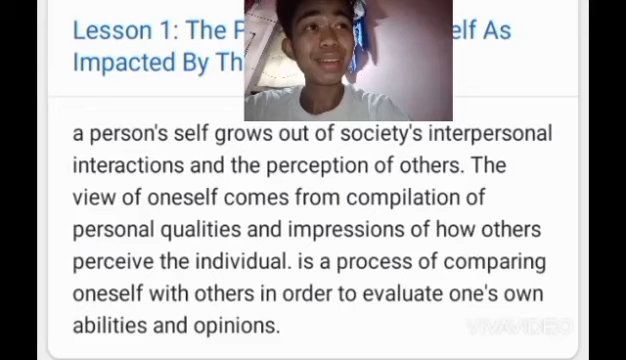 Lesson 1: The elf As
Impacted By
a person's self grows out of society's interpersonal
interactions and the perception of others. The
view of oneself comes from compilation of
personal qualities and impressions of how others
perceive the individual. is a process of comparing
oneself with others in order to evaluate one's own
abilities and opinions.
VIVAVIDEO